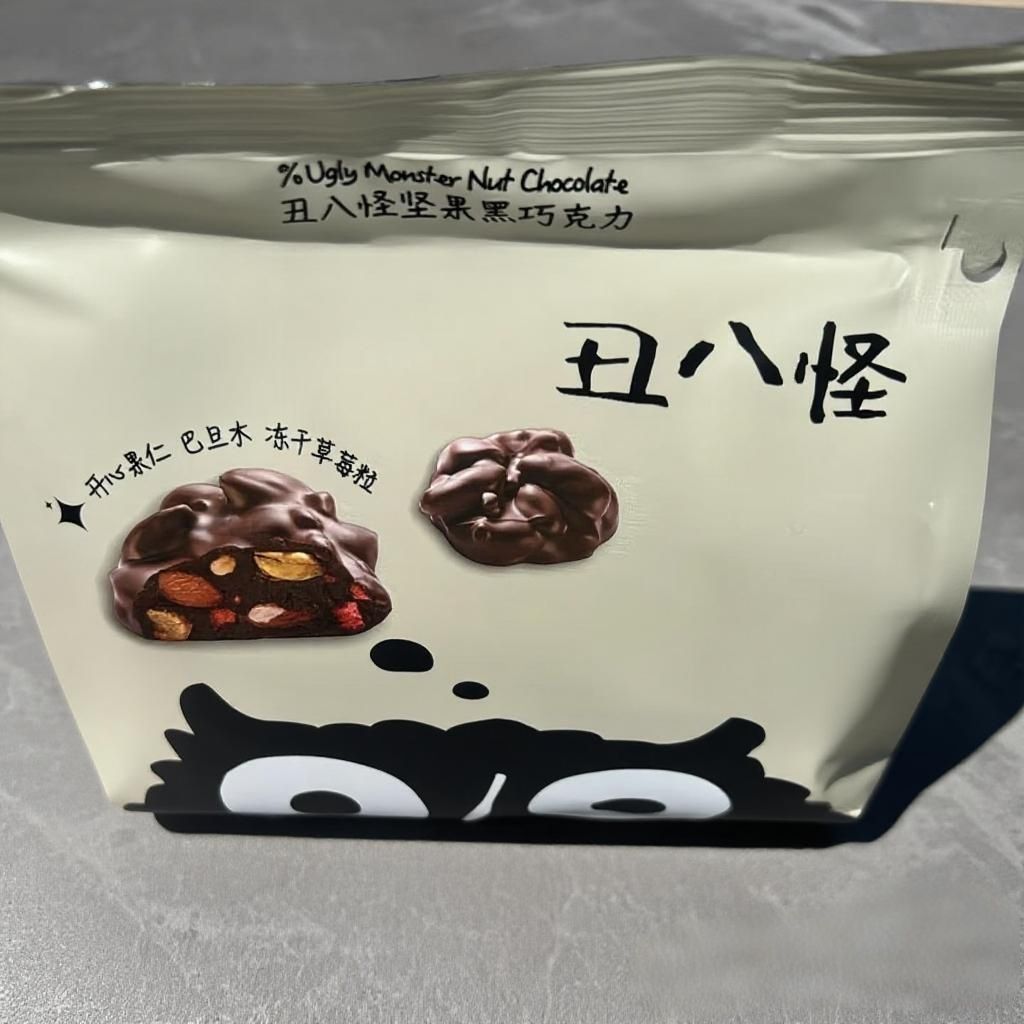 % Ugly Monster Nut Chocolate
丑八怪坚果黑巧克力
丑八怪
开心果仁 巴旦木 冻干草莓粒